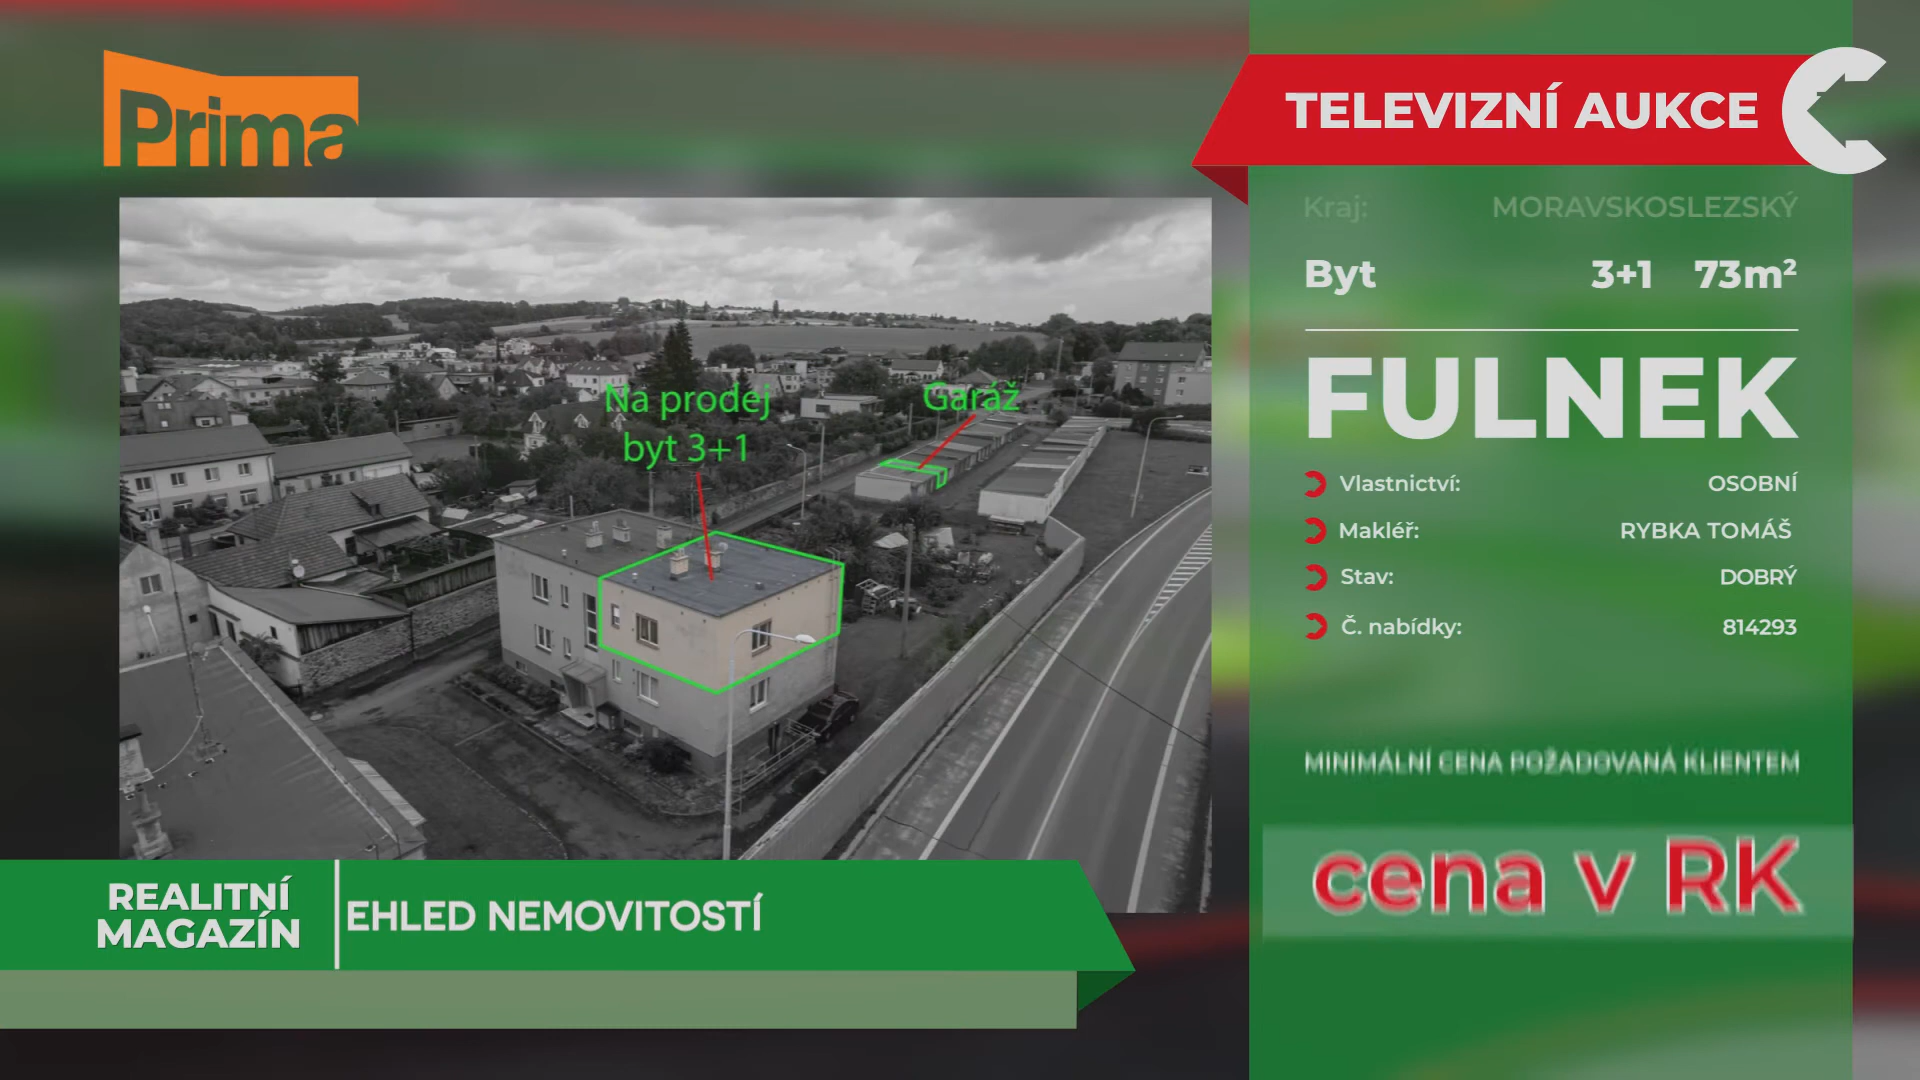 Prima
TELEVIZNÍ AUKCE
Kraj: MORAVSKOSLEZSKÝ
Byt 3+1 73m²
FULNEK
Vlastnictví: OSOBNÍ
Makléř: RYBKA TOMÁŠ
Stav: DOBRÝ
Č. nabídky: 814293
MINIMÁLNÍ CENA POŽADOVANÁ KLIENTEM
cena v RK
Na prodej
byt 3+1
Garáž
REALITNÍ
MAGAZÍN
EHLED NEMOVITOSTÍ